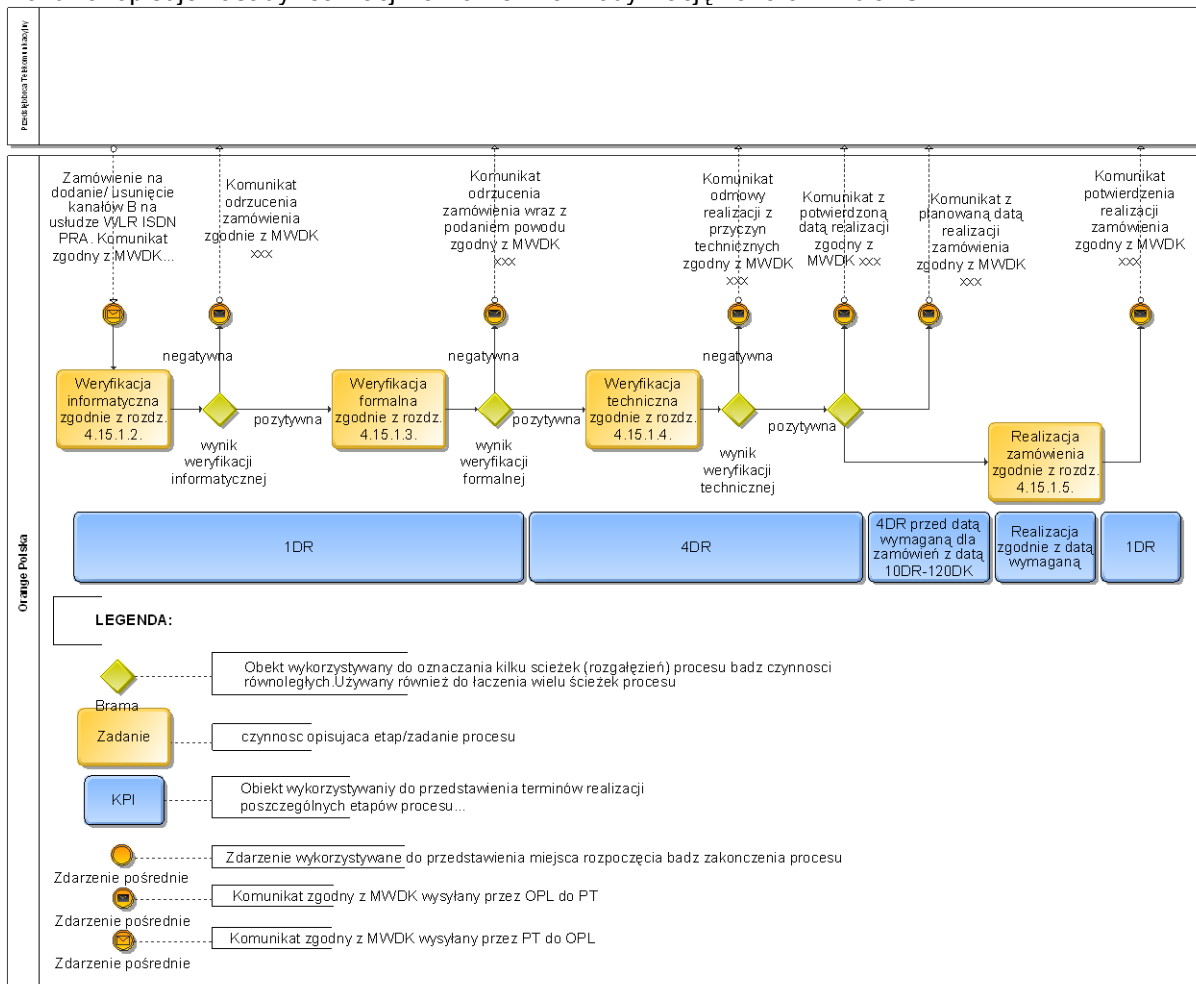 Przedsiębiorca Telekomunikacyjny
Orange Polska
Zamówienie na
dodanie/ usunięcie
kanałów B na
usłudze WLR ISDN
PRA. Komunikat
zgodny z MWDK...
Komunikat
odrzucenia
zamówienia
zgodnie z MWDK
xxx
Komunikat
odrzucenia
zamówienia wraz z
podaniem powodu
zgodny z MWDK
xxx
Komunikat
odmowy
realizacji z
przyczyn
technicznych
zgodny z MWDK
xxx
Komunikat z
potwierdzoną
datą realizacji
zgodny z
MWDK xxx
Komunikat z
planowaną datą
realizacji
zamówienia
zgodny z MWDK
xxx
Komunikat
potwierdzenia
realizacji
zamówienia
zgodny z MWDK
xxx
negatywna
negatywna
negatywna
Weryfikacja
informatyczna
zgodnie z rozdz.
4.15.1.2.
pozytywna
wynik
weryfikacji
informatycznej
Weryfikacja
formalna
zgodnie z rozdz.
4.15.1.3.
pozytywna
wynik
weryfikacji
formalnej
Weryfikacja
techniczna
zgodnie z rozdz.
4.15.1.4.
pozytywna
wynik
weryfikacji
technicznej
Realizacja
zamówienia
zgodnie z rozdz.
4.15.1.5.
1DR
4DR
4DR przed datą
wymaganą dla
zamówień z datą
10DR-120DK
Realizacja
zgodnie z datą
wymaganą
1DR
LEGENDA:
Obekt wykorzystywany do oznaczania kilku scieżek (rozgałęzień) procesu badz czynnosci
równoległych.Używany również do łaczenia wielu ścieżek procesu
Brama
Zadanie
czynnosc opisujaca etap/zadanie procesu
KPI
Obiekt wykorzystywaniy do przedstawienia terminów realizacji
poszczególnych etapów procesu...
Zdarzenie wykorzystywane do przedstawienia miejsca rozpoczęcia badz zakonczenia procesu
Zdarzenie pośrednie
Komunikat zgodny z MWDK wysyłany przez OPL do PT
Zdarzenie pośrednie
Komunikat zgodny z MWDK wysyłany przez PT do OPL
Zdarzenie pośrednie